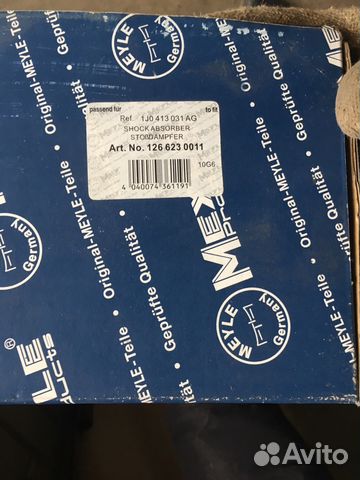 passend für to fit
Ref. 1J0 413 031 AG
SHOCK ABSORBER
STOßDÄMPFER
Art. No. 126 623 0011
10G6
4 040074 361191
MEYLE
Germany
Original-MEYLE-Teile · Geprüfte Qualität
Original-MEYLE-Teile · Geprüfte Qualität
MEYLE
Germany
Original-MEYLE-Teile · Geprüfte Qualität
MEYLE
Germany
Avito